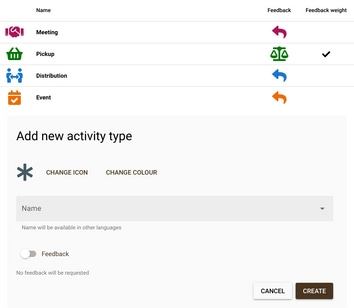 Name Feedback Feedback weight
Meeting
Pickup
Distribution
Event
Add new activity type
CHANGE ICON CHANGE COLOUR
Name
Name will be available in other languages
Feedback
No feedback will be requested
CANCEL CREATE